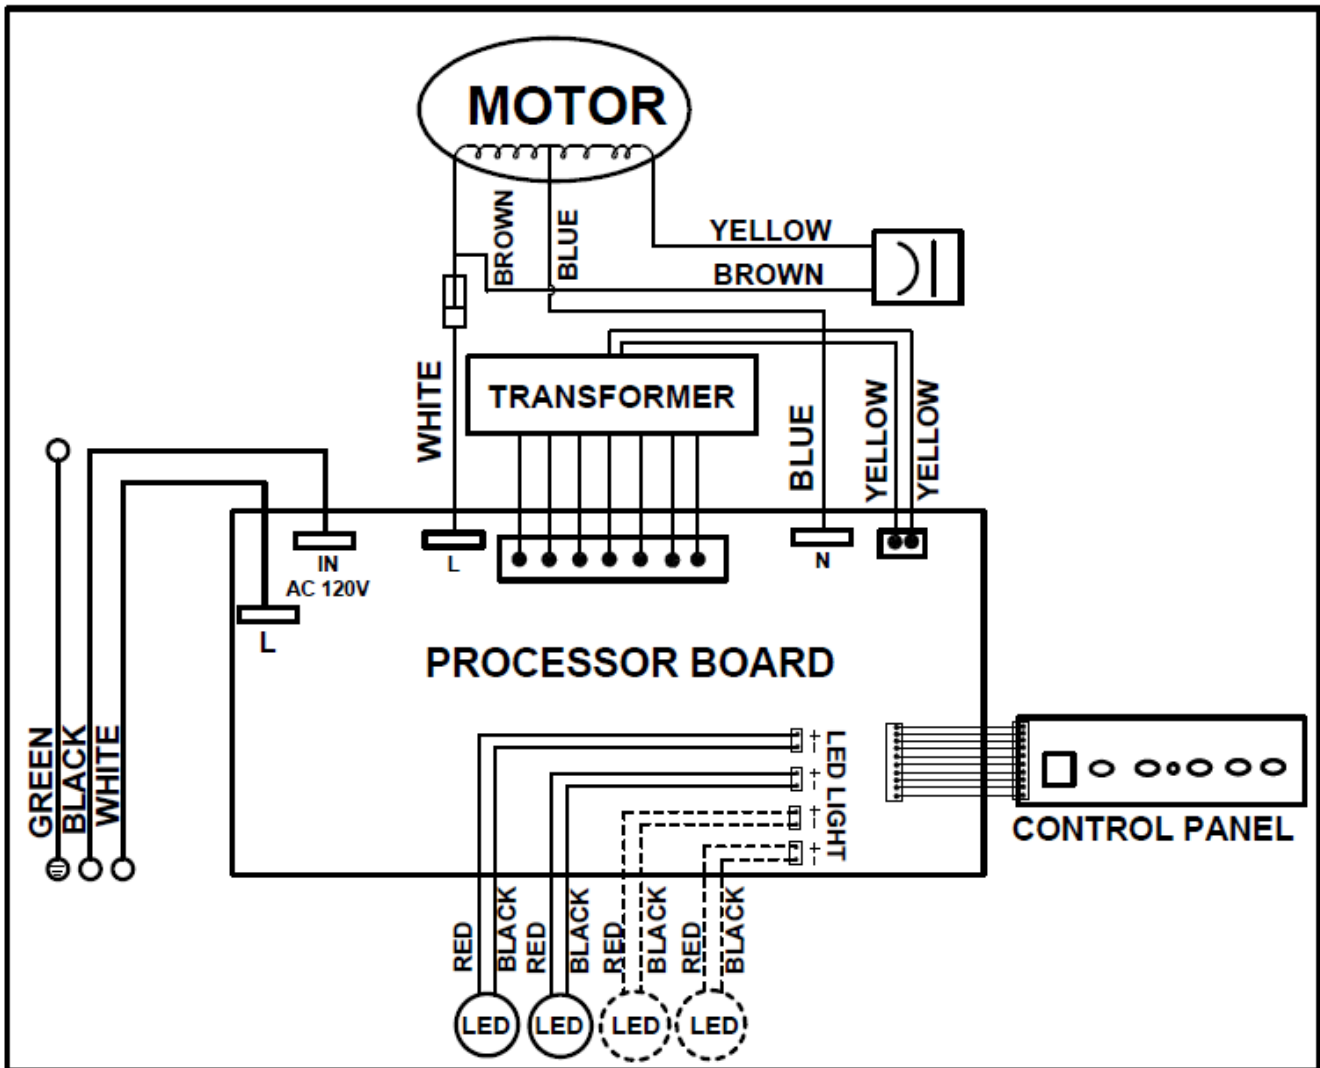 MOTOR
BROWN
BLUE
YELLOW
BROWN
WHITE
TRANSFORMER
BLUE
YELLOW
YELLOW
IN
AC 120V
L
L
N
PROCESSOR BOARD
GREEN
BLACK
WHITE
+
-
+
-
+
-
+
-
LED LIGHT
CONTROL PANEL
RED
BLACK
RED
BLACK
RED
BLACK
RED
BLACK
LED
LED
LED
LED